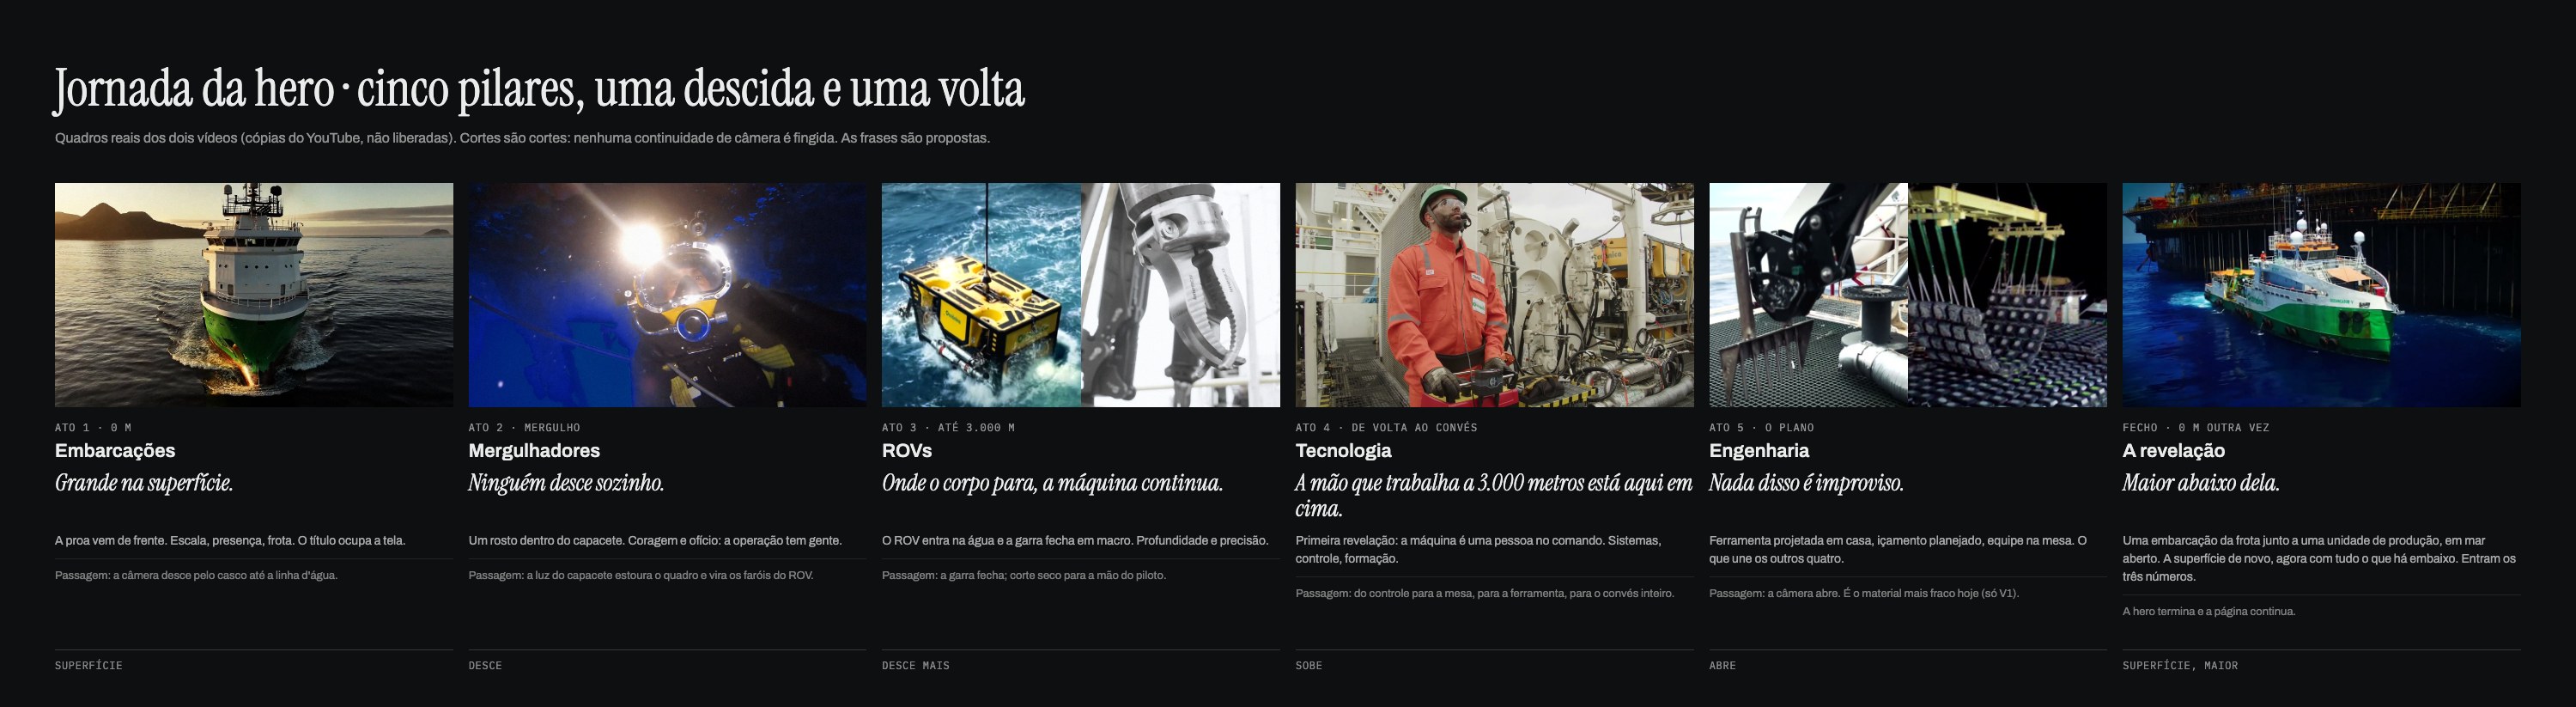 Jornada da hero · cinco pilares, uma descida e uma volta
Quadros reais dos dois vídeos (cópias do YouTube, não liberadas). Cortes são cortes: nenhuma continuidade de câmera é fingida. As frases são propostas.
ATO 1 · 0 M
Embarcações
Grande na superfície.
A proa vem de frente. Escala, presença, frota. O título ocupa a tela.
Passagem: a câmera desce pelo casco até a linha d'água.
SUPERFÍCIE
ATO 2 · MERGULHO
Mergulhadores
Ninguém desce sozinho.
Um rosto dentro do capacete. Coragem e ofício: a operação tem gente.
Passagem: a luz do capacete estoura o quadro e vira os faróis do ROV.
DESCE
ATO 3 · ATÉ 3.000 M
ROVs
Onde o corpo para, a máquina continua.
O ROV entra na água e a garra fecha em macro. Profundidade e precisão.
Passagem: a garra fecha; corte seco para a mão do piloto.
DESCE MAIS
ATO 4 · DE VOLTA AO CONVÉS
Tecnologia
A mão que trabalha a 3.000 metros está aqui em
cima.
Primeira revelação: a máquina é uma pessoa no comando. Sistemas,
controle, formação.
Passagem: do controle para a mesa, para a ferramenta, para o convés inteiro.
SOBE
ATO 5 · O PLANO
Engenharia
Nada disso é improviso.
Ferramenta projetada em casa, içamento planejado, equipe na mesa. O
que une os outros quatro.
Passagem: a câmera abre. É o material mais fraco hoje (só V1).
ABRE
FECHO · 0 M OUTRA VEZ
A revelação
Maior abaixo dela.
Uma embarcação da frota junto a uma unidade de produção, em mar
aberto. A superfície de novo, agora com tudo o que há embaixo. Entram os
três números.
A hero termina e a página continua.
SUPERFÍCIE, MAIOR